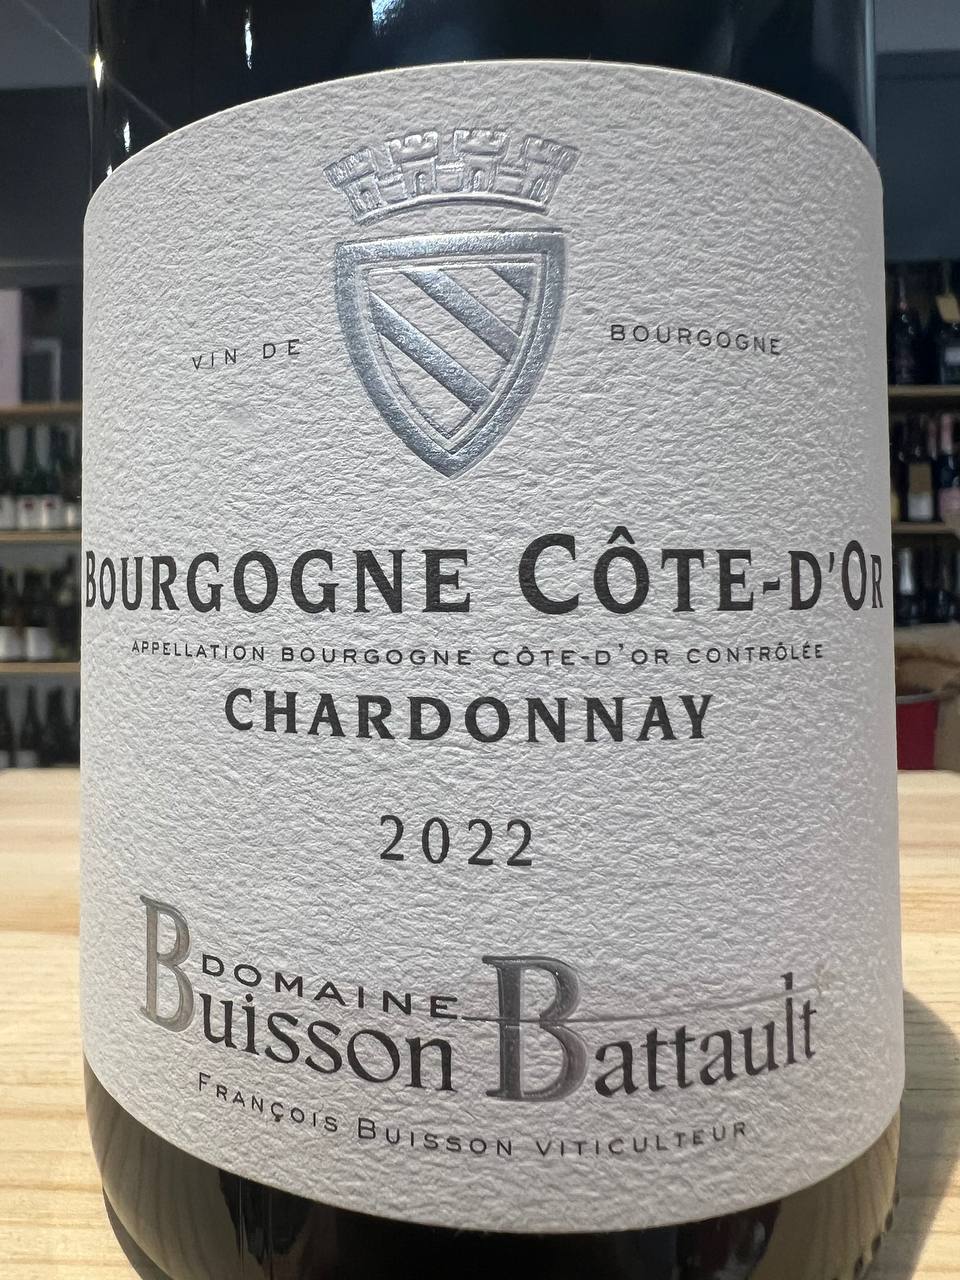 VIN DE BOURGOGNE
BOURGOGNE CÔTE-D'OR
APPELLATION BOURGOGNE CÔTE-D'OR CONTRÔLÉE
CHARDONNAY
2022
DOMAINE
Buisson Battault
FRANÇOIS BUISSON VITICULTEUR